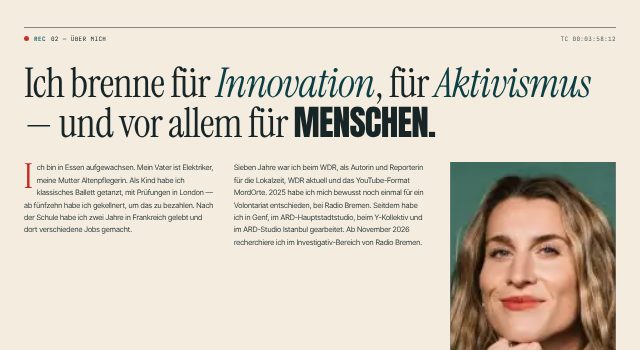 REC 02 — ÜBER MICH
TC 00:03:58:12
Ich brenne für Innovation, für Aktivismus
— und vor allem für MENSCHEN.
Ich bin in Essen aufgewachsen. Mein Vater ist Elektriker,
meine Mutter Altenpflegerin. Als Kind habe ich
klassisches Ballett getanzt, mit Prüfungen in London —
ab fünfzehn habe ich gekellnert, um das zu bezahlen. Nach
der Schule habe ich zwei Jahre in Frankreich gelebt und
dort verschiedene Jobs gemacht.
Sieben Jahre war ich beim WDR, als Autorin und Reporterin
für die Lokalzeit, WDR aktuell und das YouTube-Format
MordOrte. 2025 habe ich mich bewusst noch einmal für ein
Volontariat entschieden, bei Radio Bremen. Seitdem habe
ich in Genf, im ARD-Hauptstadtstudio, beim Y-Kollektiv und
im ARD-Studio Istanbul gearbeitet. Ab November 2026
recherchiere ich im Investigativ-Bereich von Radio Bremen.